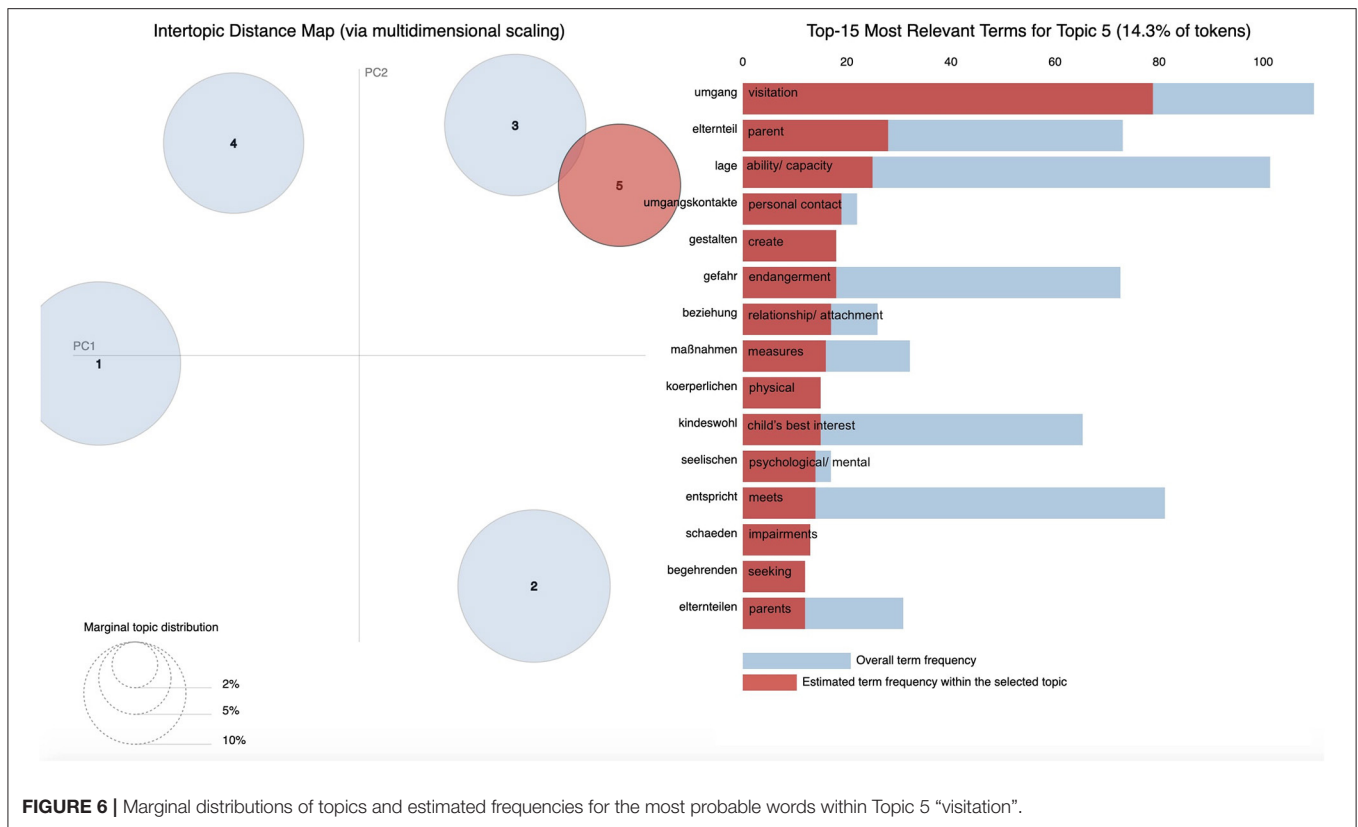 Intertopic Distance Map (via multidimensional scaling)
PC2
4
3
5
PC1
1
2
Marginal topic distribution
2%
5%
10%
Top-15 Most Relevant Terms for Topic 5 (14.3% of tokens)
0 20 40 60 80 100
umgang visitation
elternteil parent
lage ability/ capacity
umgangskontakte personal contact
gestalten create
gefahr endangerment
beziehung relationship/ attachment
maßnahmen measures
koerperlichen physical
kindeswohl child's best interest
seelischen psychological/ mental
entspricht meets
schaeden impairments
begehrenden seeking
elternteilen parents
Overall term frequency
Estimated term frequency within the selected topic
FIGURE 6 | Marginal distributions of topics and estimated frequencies for the most probable words within Topic 5 “visitation”.